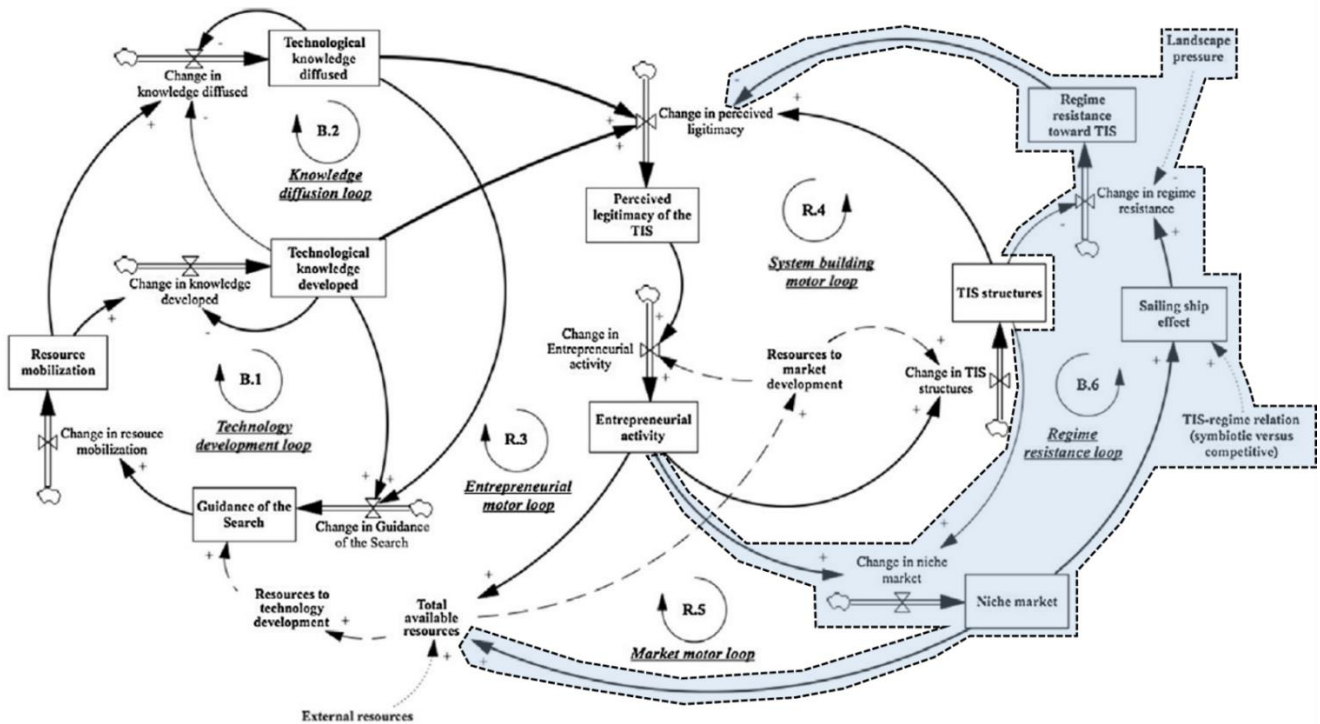 Technological
knowledge
diffused
Change in
knowledge diffused
B.2
Knowledge
diffusion loop
Technological
knowledge
developed
Change in knowledge
developed
Resource
mobilization
B.1
Technology
development loop
Change in resouce
mobilization
Guidance of the
Search
Change in Guidance
of the Search
Resources to
technology
development
Total
available
resources
External resources
R.3
Entrepreneurial
motor loop
Change in perceived
ligitimacy
Perceived
legitimacy of the
TIS
Change in
Entrepreneurial
activity
Entrepreneurial
activity
R.4
System building
motor loop
Resources to
market
development
Change in TIS
structures
TIS structures
R.5
Market motor loop
Change in niche
market
Niche market
Landscape
pressure
Regime
resistance
toward TIS
Change in regime
resistance
Sailing ship
effect
B.6
Regime
resistance loop
TIS-regime relation
(symbiotic versus
competitive)